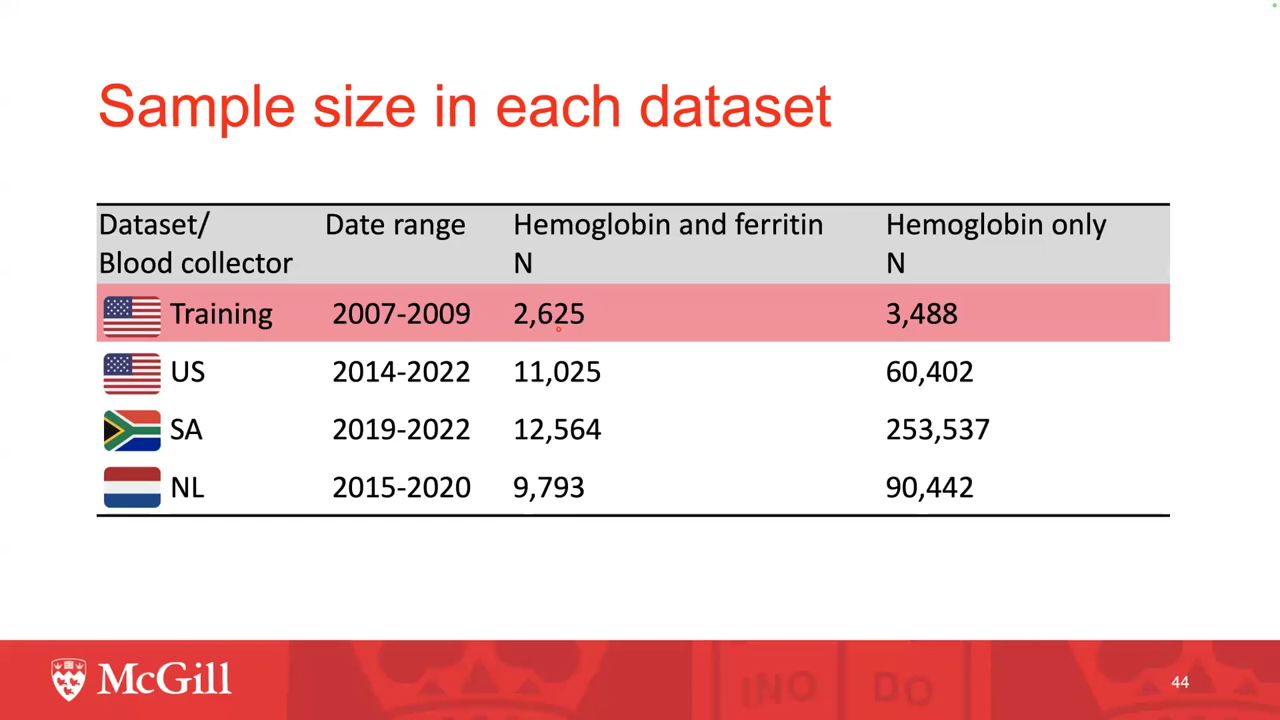 Sample size in each dataset
Dataset/ Date range Hemoglobin and ferritin Hemoglobin only
Blood collector N N
Training 2007-2009 2,625 3,488
US 2014-2022 11,025 60,402
SA 2019-2022 12,564 253,537
NL 2015-2020 9,793 90,442
McGill
INO DO
44